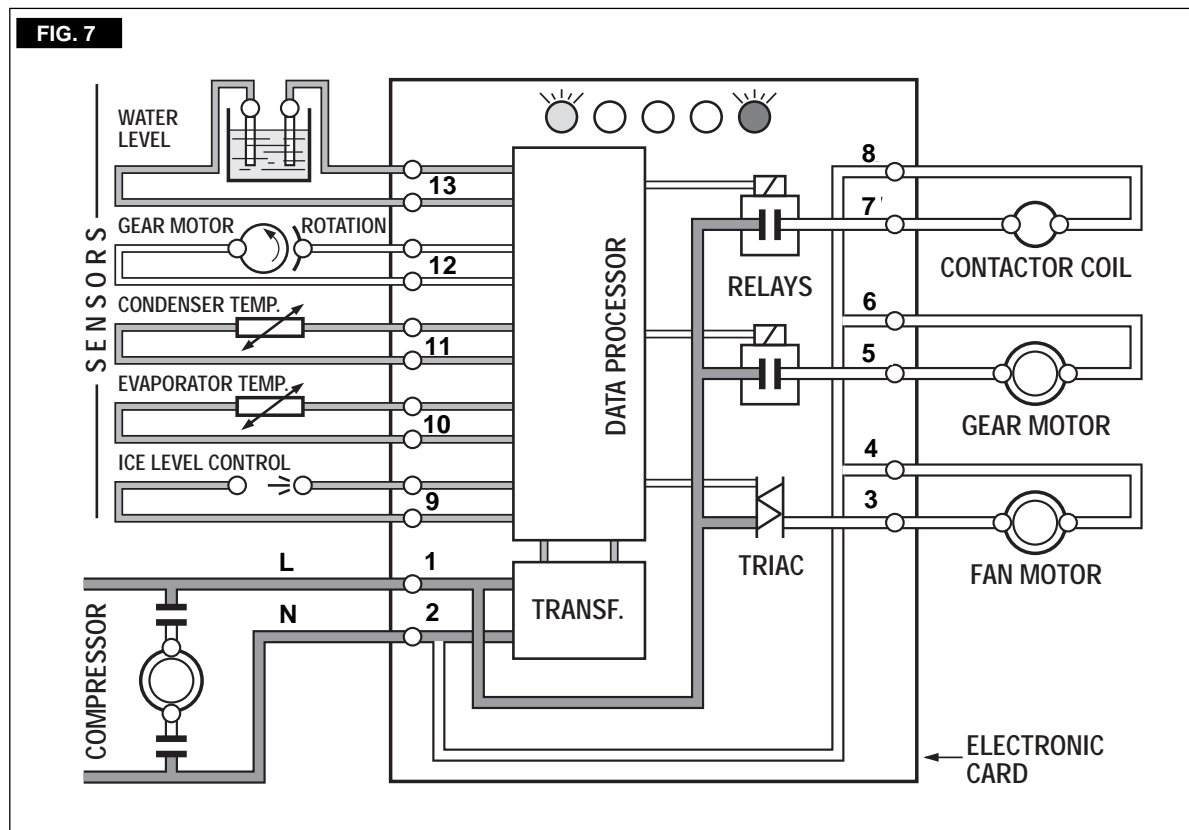 FIG. 7
SENSORS
WATER
LEVEL
13
GEAR MOTOR ROTATION
12
CONDENSER TEMP.
11
EVAPORATOR TEMP.
10
ICE LEVEL CONTROL
9
L
1
N
2
COMPRESSOR
DATA PROCESSOR
TRANSF.
RELAYS
TRIAC
8
7
CONTACTOR COIL
6
5
GEAR MOTOR
4
3
FAN MOTOR
ELECTRONIC
CARD